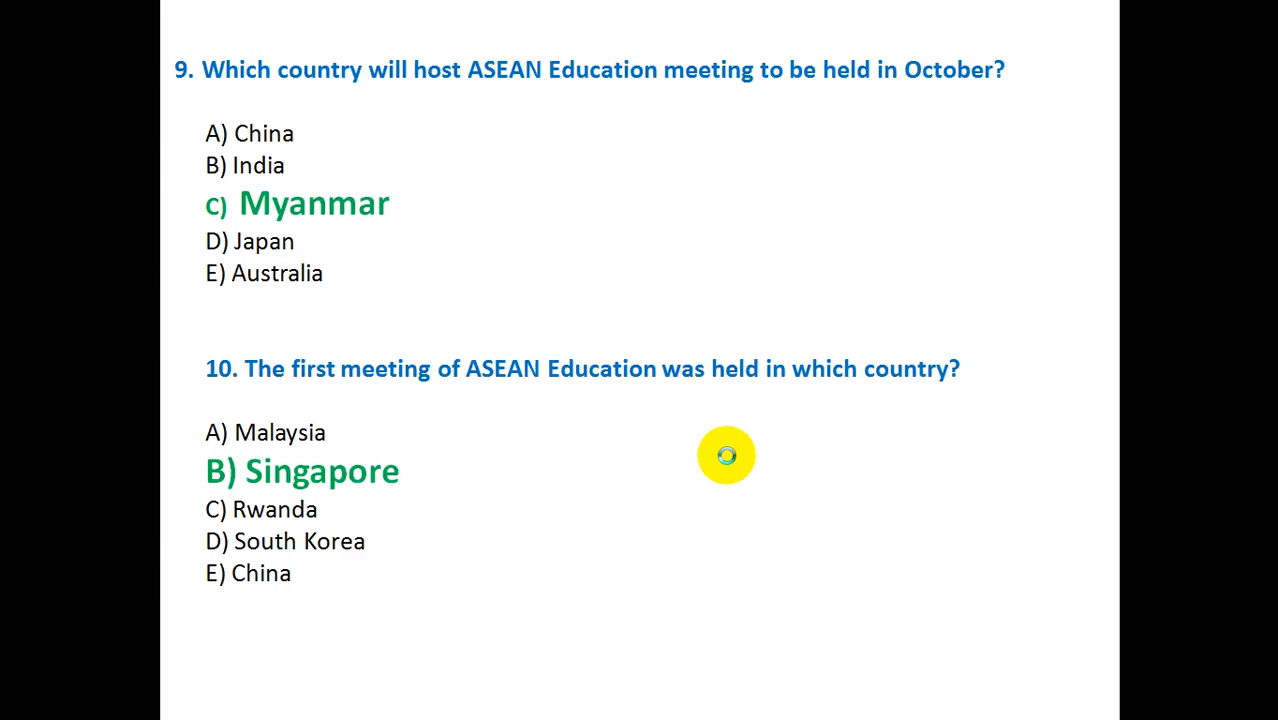 9. Which country will host ASEAN Education meeting to be held in October?
A) China
B) India
C) Myanmar
D) Japan
E) Australia
10. The first meeting of ASEAN Education was held in which country?
A) Malaysia
B) Singapore
C) Rwanda
D) South Korea
E) China